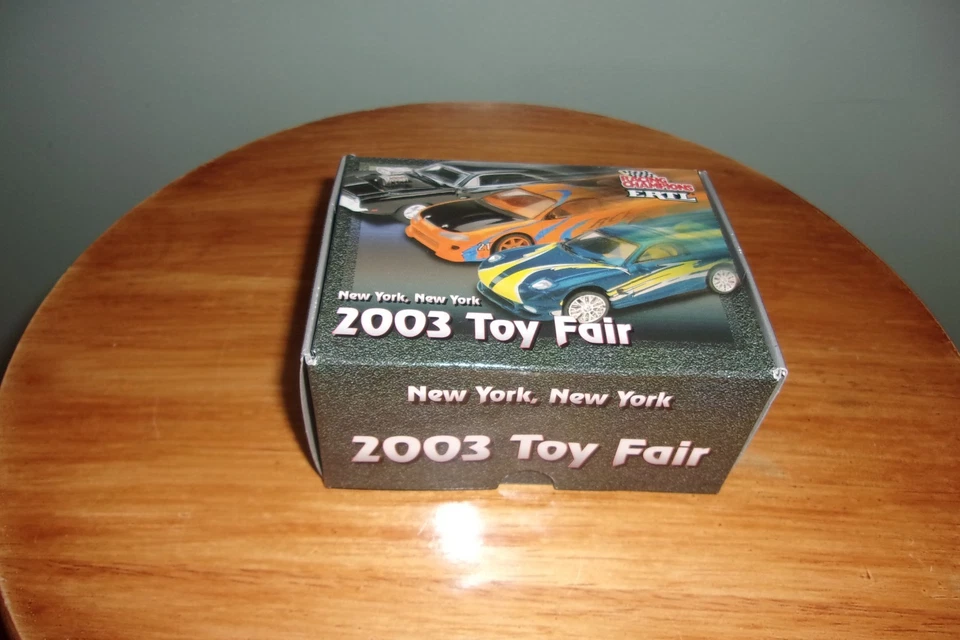 RACING
CHAMPIONS
ERTL
New York, New York
2003 Toy Fair
New York, New York
2003 Toy Fair